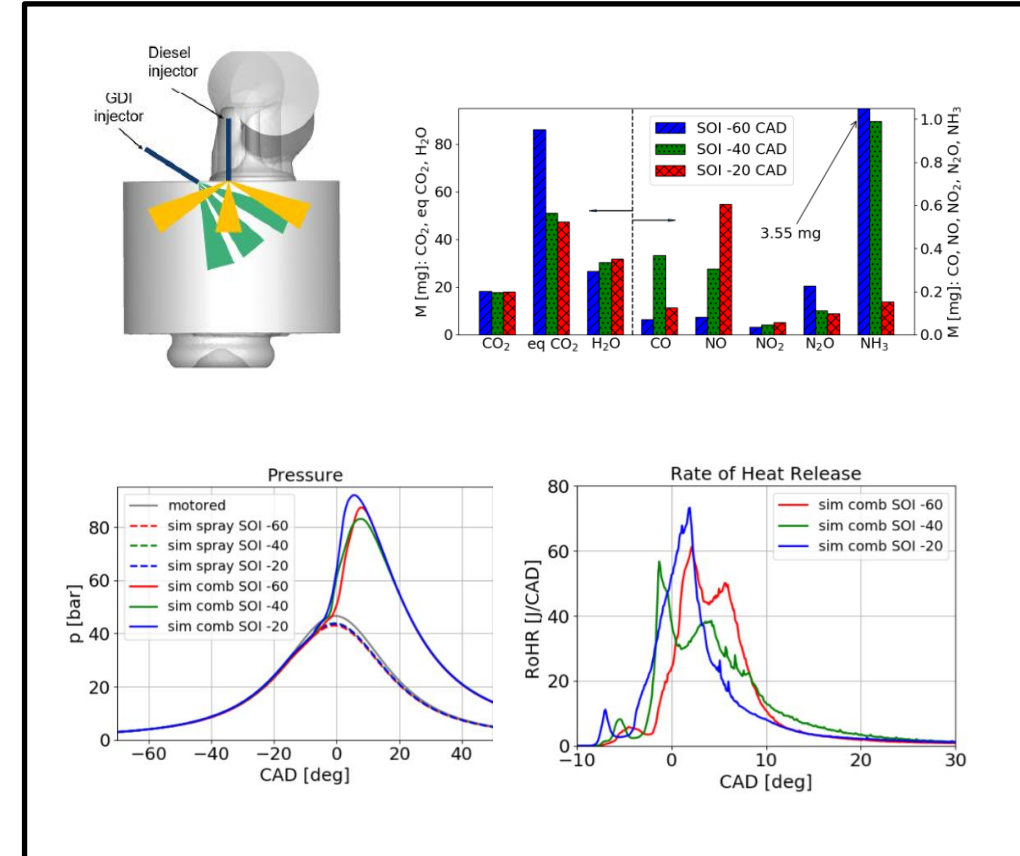 Diesel
injector
GDI
injector
M [mg]: CO₂, eq CO₂, H₂O
80
60
40
20
0
SOI -60 CAD
SOI -40 CAD
SOI -20 CAD
3.55 mg
1.0
0.8
0.6
0.4
0.2
0.0
M [mg]: CO, NO, NO₂, N₂O, NH₃
CO₂ eq CO₂ H₂O CO NO NO₂ N₂O NH₃
Pressure
p [bar]
80
60
40
20
0
motored
sim spray SOI -60
sim spray SOI -40
sim spray SOI -20
sim comb SOI -60
sim comb SOI -40
sim comb SOI -20
−60 −40 −20 0 20 40
CAD [deg]
Rate of Heat Release
RoHR [J/CAD]
80
60
40
20
0
sim comb SOI -60
sim comb SOI -40
sim comb SOI -20
−10 0 10 20 30
CAD [deg]